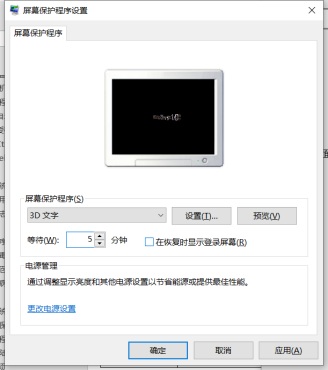 屏幕保护程序设置
屏幕保护程序
屏幕保护程序(S)
3D 文字
设置(T)...
预览(V)
等待(W):
5
分钟
在恢复时显示登录屏幕(R)
电源管理
通过调整显示亮度和其他电源设置以节省能源或提供最佳性能。
更改电源设置
确定
取消
应用(A)